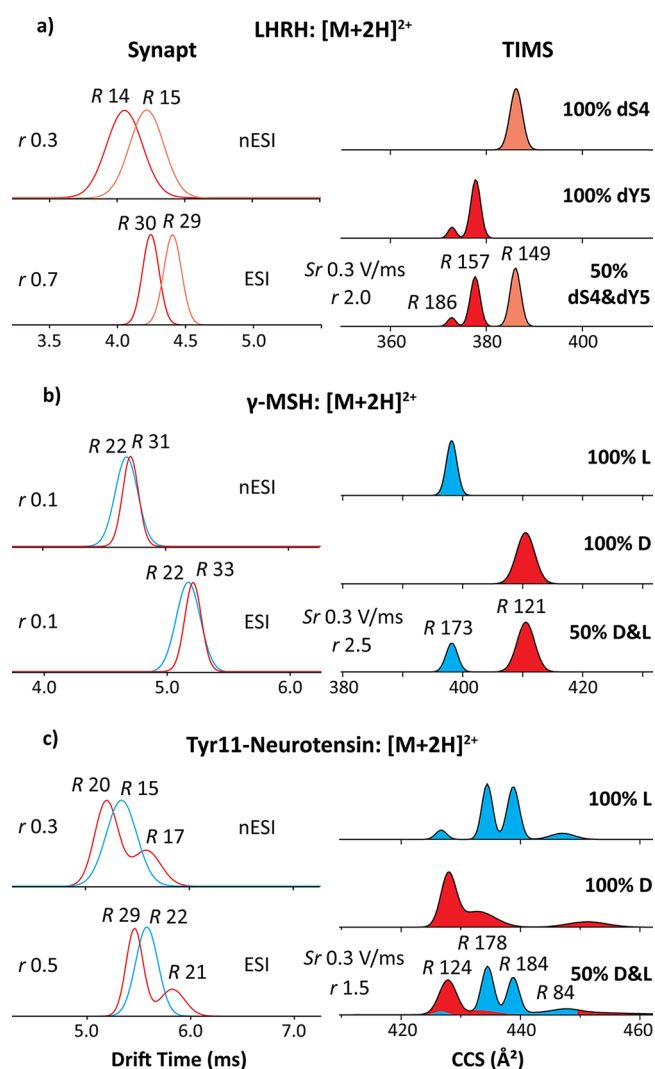 a)
LHRH: [M+2H]²⁺
Synapt
TIMS
R 14
R 15
r 0.3
nESI
100% dS4
100% dY5
R 30
R 29
r 0.7
ESI
Sr 0.3 V/ms
r 2.0
R 186
R 157
R 149
50%
dS4&dY5
3.5
4.0
4.5
5.0
360
380
400
b)
γ-MSH: [M+2H]²⁺
R 22
R 31
r 0.1
nESI
100% L
100% D
R 22
R 33
r 0.1
ESI
Sr 0.3 V/ms
r 2.5
R 173
R 121
50% D&L
4.0
5.0
6.0
380
400
420
c)
Tyr11-Neurotensin: [M+2H]²⁺
R 20
R 15
R 17
r 0.3
nESI
100% L
100% D
R 29
R 22
R 21
r 0.5
ESI
Sr 0.3 V/ms
r 1.5
R 124
R 178
R 184
R 84
50% D&L
5.0
6.0
7.0
420
440
460
Drift Time (ms)
CCS (Å²)